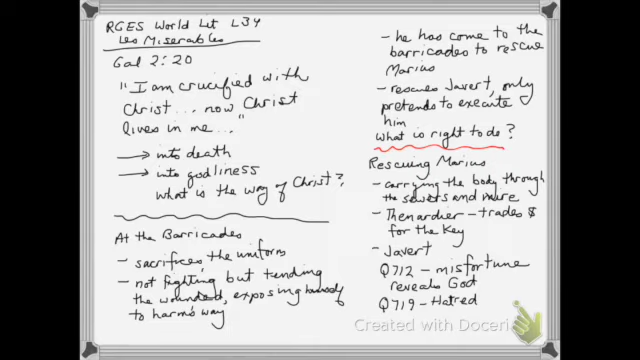 RGES World Lit L34
Les Miserables
Gal 2:20
"I am crucified with
Christ... now Christ
lives in me..."
→ into death
→ into godliness
what is the way of Christ?
At the Barricades
- sacrifices the uniform
- not fighting but tending
the wounded, exposing himself
to harm's way
- he has come to the
barricades to rescue
Marius
- rescues Javert, only
pretends to execute
him
what is right to do?
Rescuing Marius
- carrying the body through
the sewers and mire
- Thenardier - trades $
for the key
- Javert
Q712 - misfortune
reveals God
Q719 - Hatred
Created with Doceri